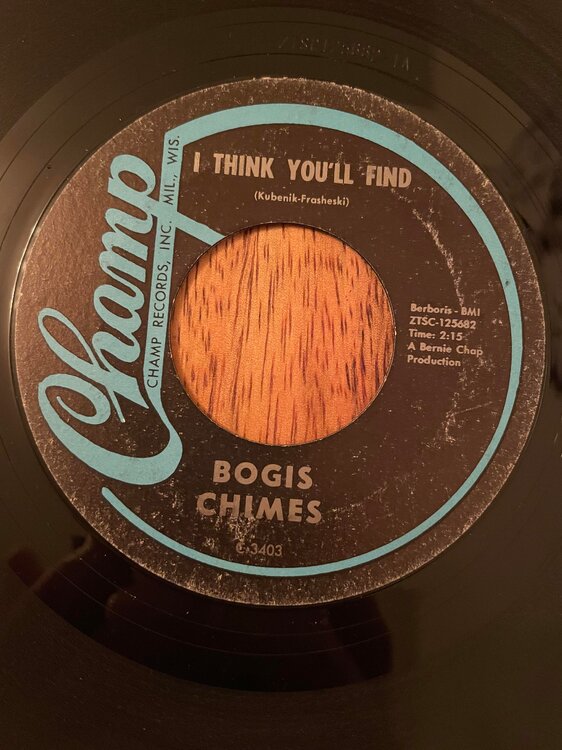 I THINK YOU'LL FIND
(Kubenik-Frasheski)
Champ
CHAMP RECORDS, INC. MIL., WIS.
Berboris - BMI
ZTSC-125682
Time: 2:15
A Bernie Chap
Production
BOGIS
CHIMES
C-3403